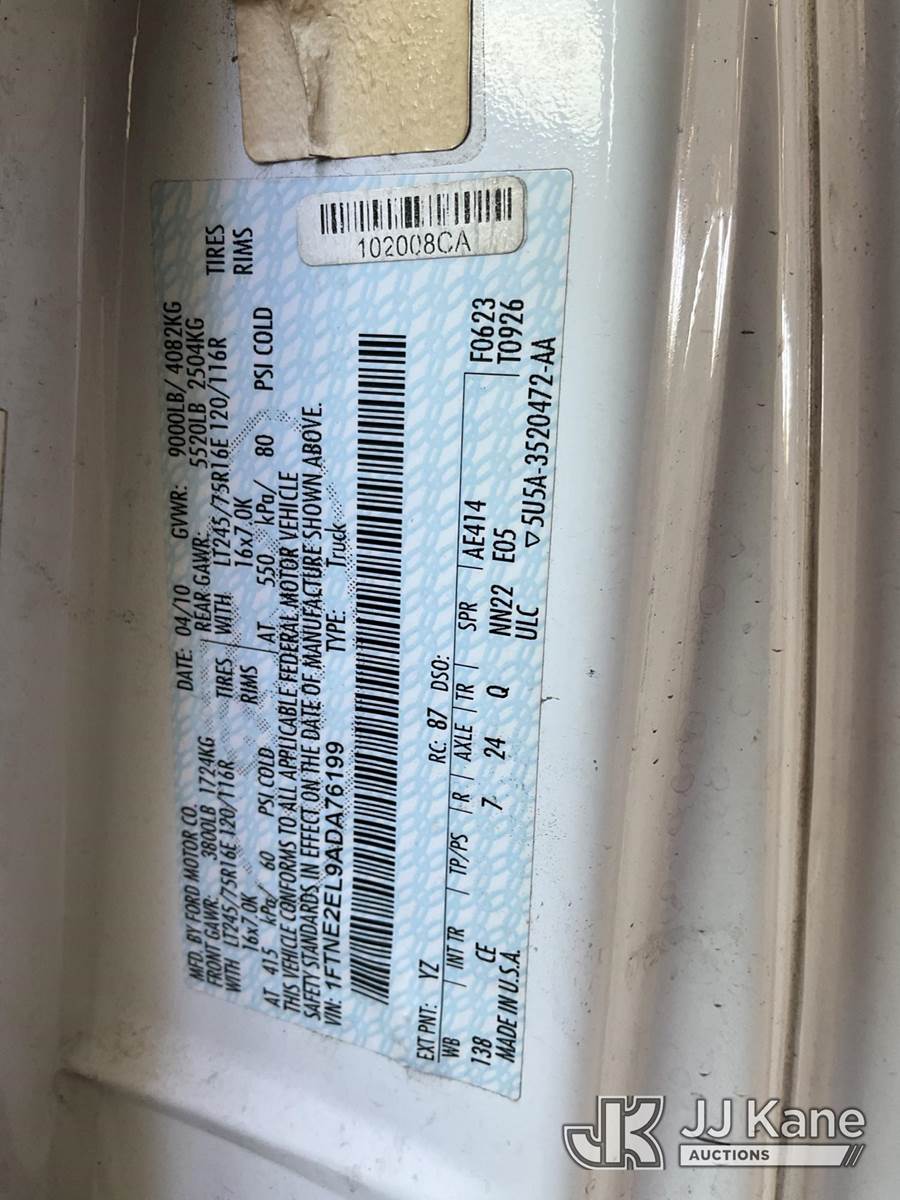 102008CA
MFD. BY FORD MOTOR CO.
DATE: 04/10 GVWR: 9000LB/ 4082KG
FRONT GAWR: 3800LB 1724KG REAR GAWR: 5520LB 2504KG
WITH LT245/75R16E 120/116R TIRES WITH LT245/75R16E 120/116R TIRES
16x7.0K RIMS 16x7.0K RIMS
AT 415 kPa/ 60 PSI COLD AT 550 kPa/ 80 PSI COLD
THIS VEHICLE CONFORMS TO ALL APPLICABLE FEDERAL MOTOR VEHICLE
SAFETY STANDARDS IN EFFECT ON THE DATE OF MANUFACTURE SHOWN ABOVE.
VIN: 1FTNE2EL9ADA76199 TYPE: Truck
EXT PNT: YZ RC: 87 DSO: F0623
WB INT TR TP/PS R AXLE TR SPR AE414 T0926
138 CE 7 24 Q NN22 E05
MADE IN U.S.A. ULC ▽5U5A-3520472-AA
JK JJ Kane
AUCTIONS